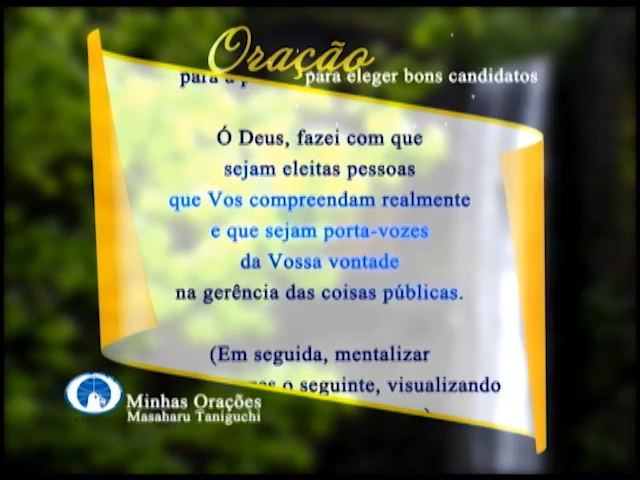 Oração
para eleger bons candidatos
Ó Deus, fazei com que
sejam eleitas pessoas
que Vos compreendam realmente
e que sejam porta-vozes
da Vossa vontade
na gerência das coisas públicas.
(Em seguida, mentalizar
o seguinte, visualizando
Minhas Orações
Masaharu Taniguchi